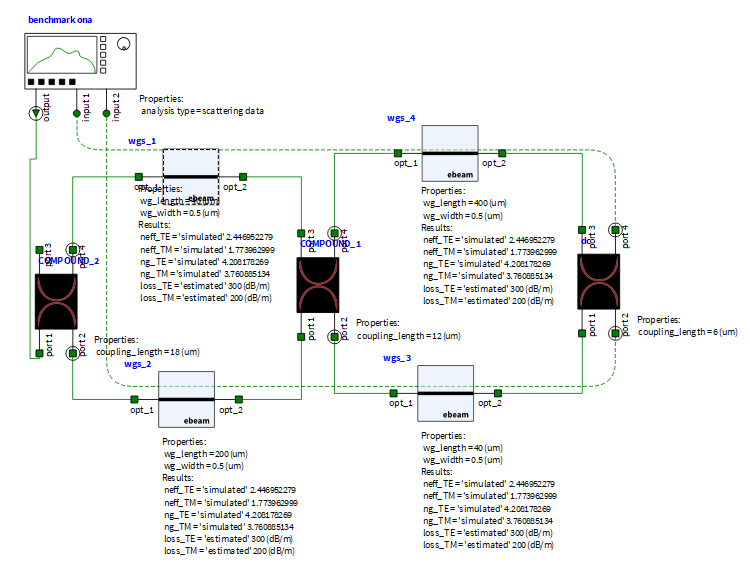 benchmark ona
output
input 1
input 2
Properties:
analysis type=scattering data
wgs_1
opt_1
opt_2
ebeam
Properties:
wg_length=
(um)
wg_width=0.5 (um)
Results:
neff_TE='simulated' 2.446952279
neff_TM='simulated' 1.773962999
ng_TE='simulated' 4.208178269
ng_TM='simulated' 3.760885134
loss_TE='estimated' 300 (dB/m)
loss_TM='estimated' 200 (dB/m)
wgs_4
opt_1
opt_2
ebeam
Properties:
wg_length=400 (um)
wg_width=0.5 (um)
Results:
neff_TE='simulated' 2.446952279
neff_TM='simulated' 1.773962999
ng_TE='simulated' 4.208178269
ng_TM='simulated' 3.760885134
loss_TE='estimated' 300 (dB/m)
loss_TM='estimated' 200 (dB/m)
port 3
port 4
COMPOUND_2
port 1
port 2
Properties:
coupling_length=18 (um)
port 3
port 4
COMPOUND_1
port 1
port 2
Properties:
coupling_length=12 (um)
port 3
port 4
port 1
port 2
Properties:
coupling_length=6 (um)
wgs_2
opt_1
opt_2
ebeam
Properties:
wg_length=200 (um)
wg_width=0.5 (um)
Results:
neff_TE='simulated' 2.446952279
neff_TM='simulated' 1.773962999
ng_TE='simulated' 4.208178269
ng_TM='simulated' 3.760885134
loss_TE='estimated' 300 (dB/m)
loss_TM='estimated' 200 (dB/m)
wgs_3
opt_1
opt_2
ebeam
Properties:
wg_length=40 (um)
wg_width=0.5 (um)
Results:
neff_TE='simulated' 2.446952279
neff_TM='simulated' 1.773962999
ng_TE='simulated' 4.208178269
ng_TM='simulated' 3.760885134
loss_TE='estimated' 300 (dB/m)
loss_TM='estimated' 200 (dB/m)